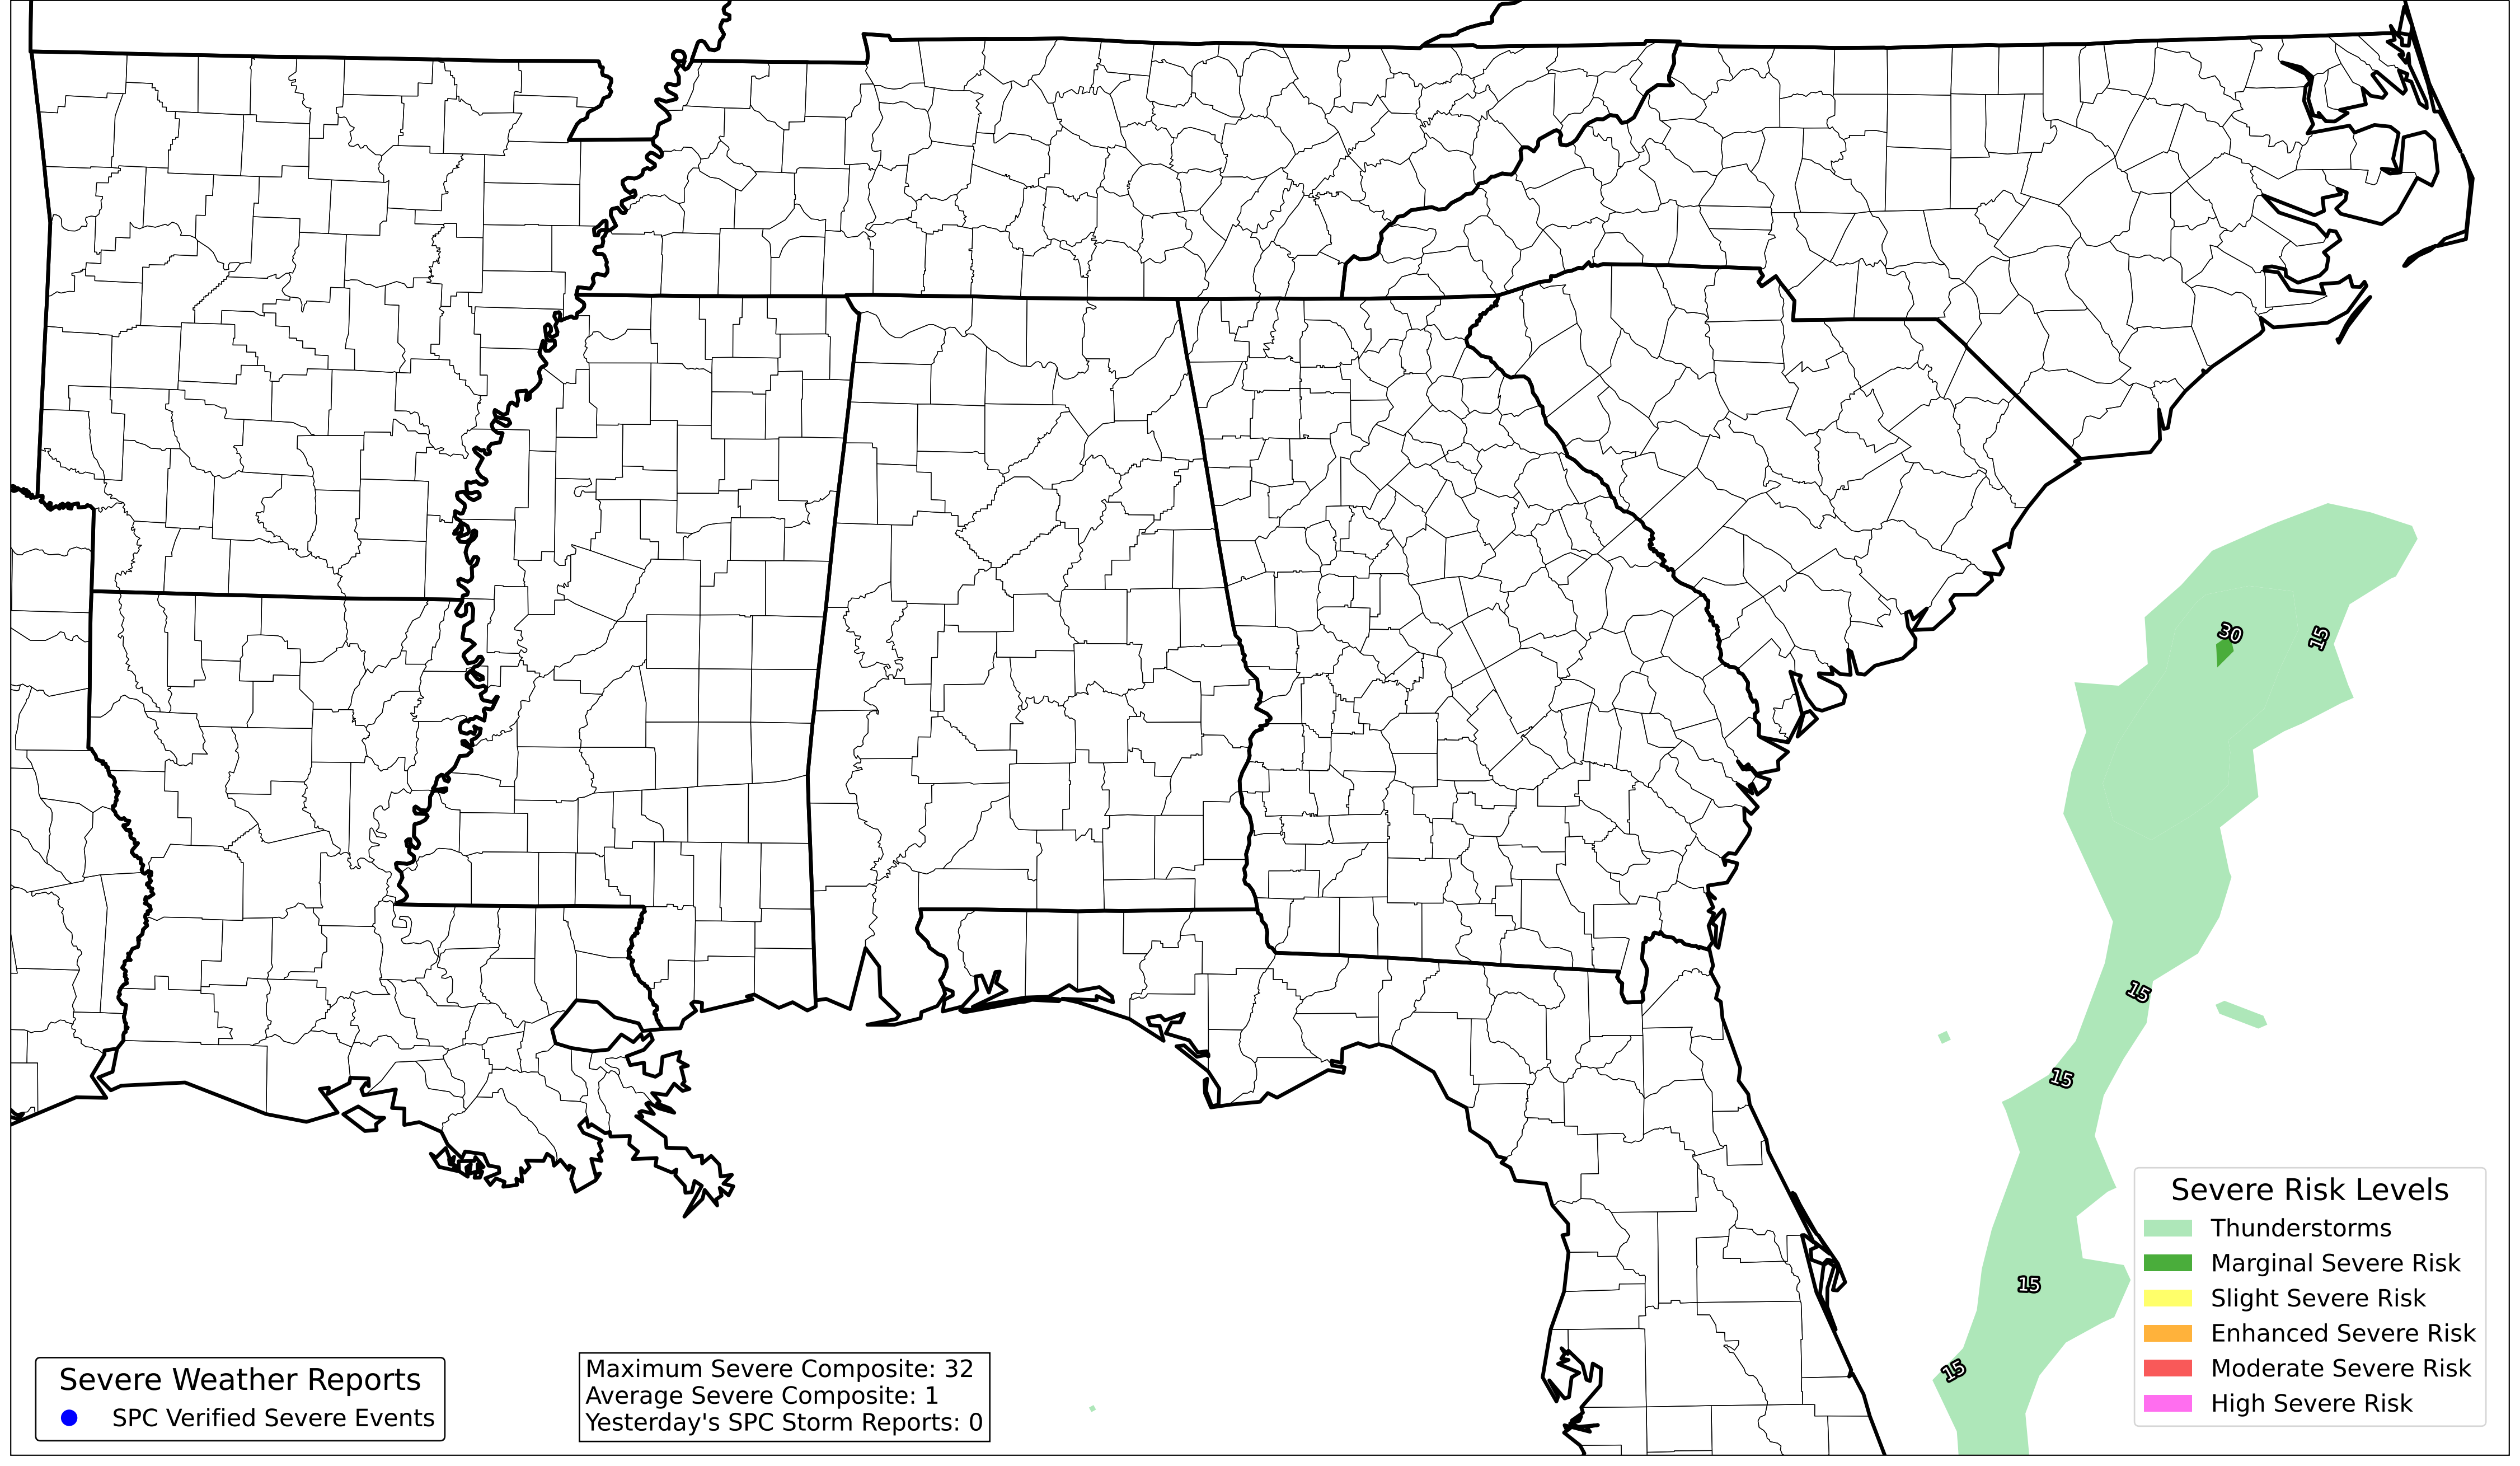 30
15
15
15
15
15
Severe Risk Levels
Thunderstorms
Marginal Severe Risk
Slight Severe Risk
Enhanced Severe Risk
Moderate Severe Risk
High Severe Risk
Severe Weather Reports
SPC Verified Severe Events
Maximum Severe Composite: 32
Average Severe Composite: 1
Yesterday's SPC Storm Reports: 0